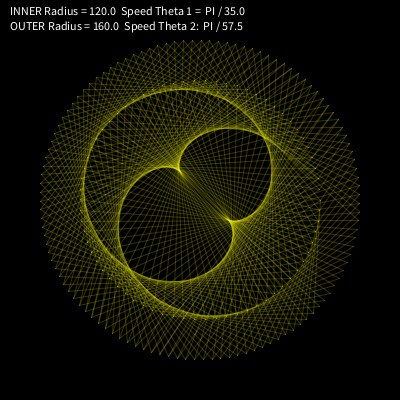 INNER Radius = 120.0  Speed Theta 1 =  PI / 35.0
OUTER Radius = 160.0  Speed Theta 2:  PI / 57.5